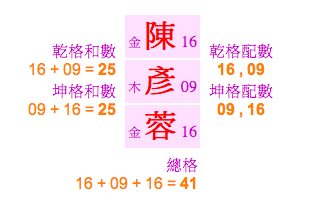 金 陳 16
乾格和數
16 + 09 = 25
乾格配數
16 , 09
木 彥 09
坤格和數
09 + 16 = 25
坤格配數
09 , 16
金 蓉 16
總格
16 + 09 + 16 = 41